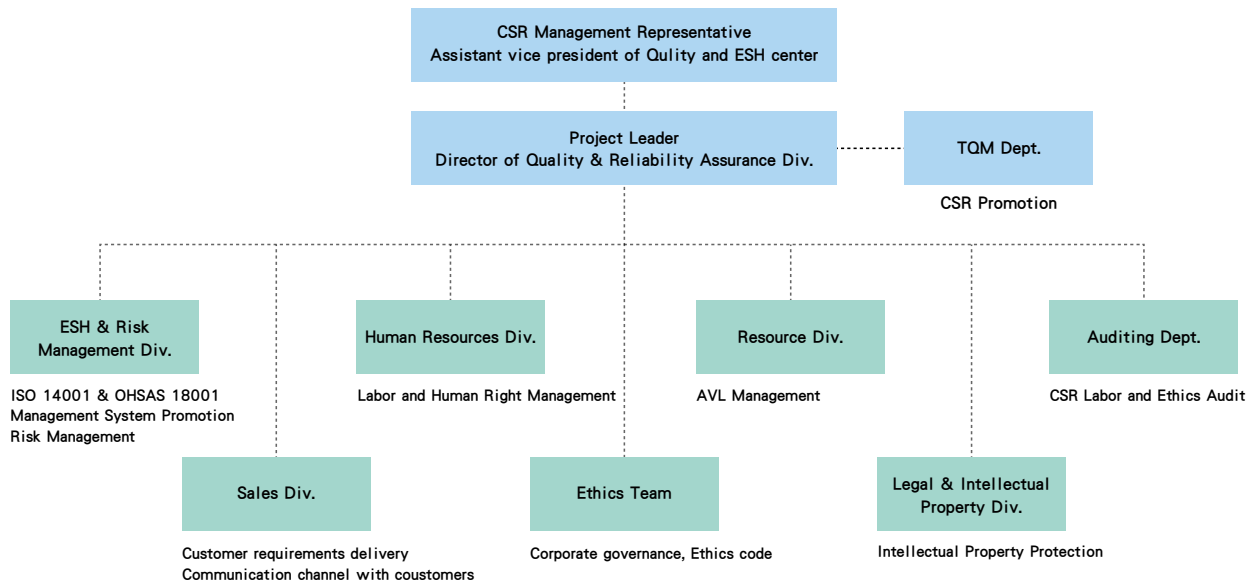 CSR Management Representative
Assistant vice president of Qulity and ESH center
Project Leader
Director of Quality & Reliability Assurance Div.
TQM Dept.
CSR Promotion
ESH & Risk
Management Div.
ISO 14001 & OHSAS 18001
Management System Promotion
Risk Management
Human Resources Div.
Labor and Human Right Management
Resource Div.
AVL Management
Auditing Dept.
CSR Labor and Ethics Audit
Sales Div.
Customer requirements delivery
Communication channel with coustomers
Ethics Team
Corporate governance, Ethics code
Legal & Intellectual
Property Div.
Intellectual Property Protection